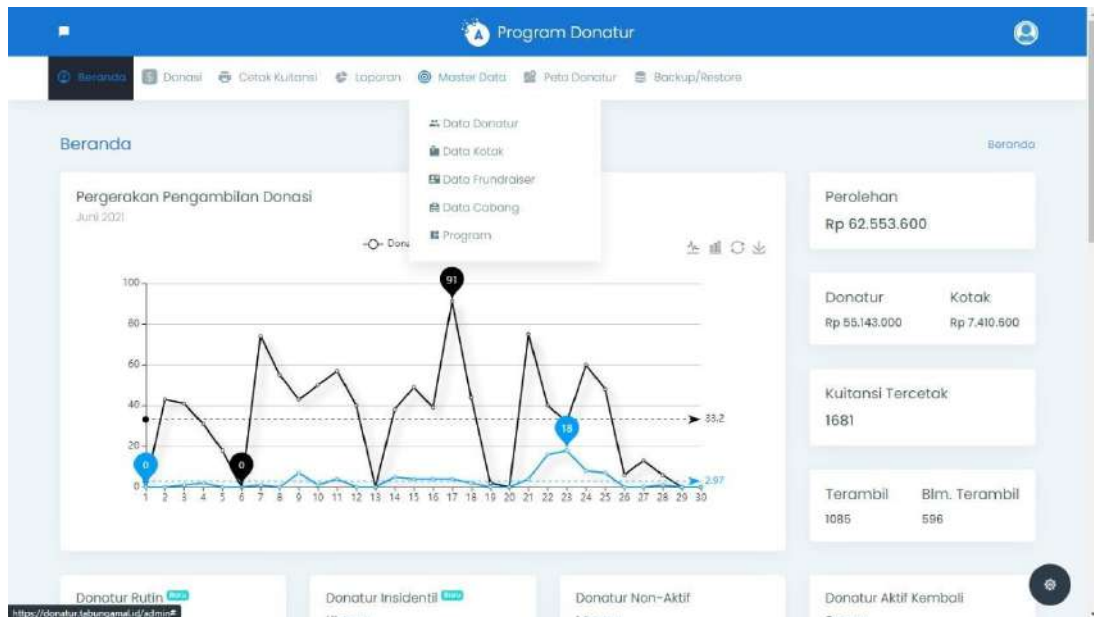 Program Donatur
Beranda Donasi Cetak Kuitansi Laporan Master Data Peta Donatur Backup/Restore
Data Donatur
Data Kotak
Data Frundraiser
Data Cabang
Program
Beranda
Beranda
Pergerakan Pengambilan Donasi
Juni 2021
Dona
100
80
60
40
20
0
91
0
0
18
33,2
2,97
1 2 3 4 5 6 7 8 9 10 11 12 13 14 15 16 17 18 19 20 21 22 23 24 25 26 27 28 29 30
Perolehan
Rp 62.553.600
Donatur Kotak
Rp 55.143.000 Rp 7.410.600
Kuitansi Tercetak
1681
Terambil Blm. Terambil
1085 596
Donatur Rutin Baru
Donatur Insidentil Baru
Donatur Non-Aktif
Donatur Aktif Kembali
https://donatur.tabungamal.id/admin#